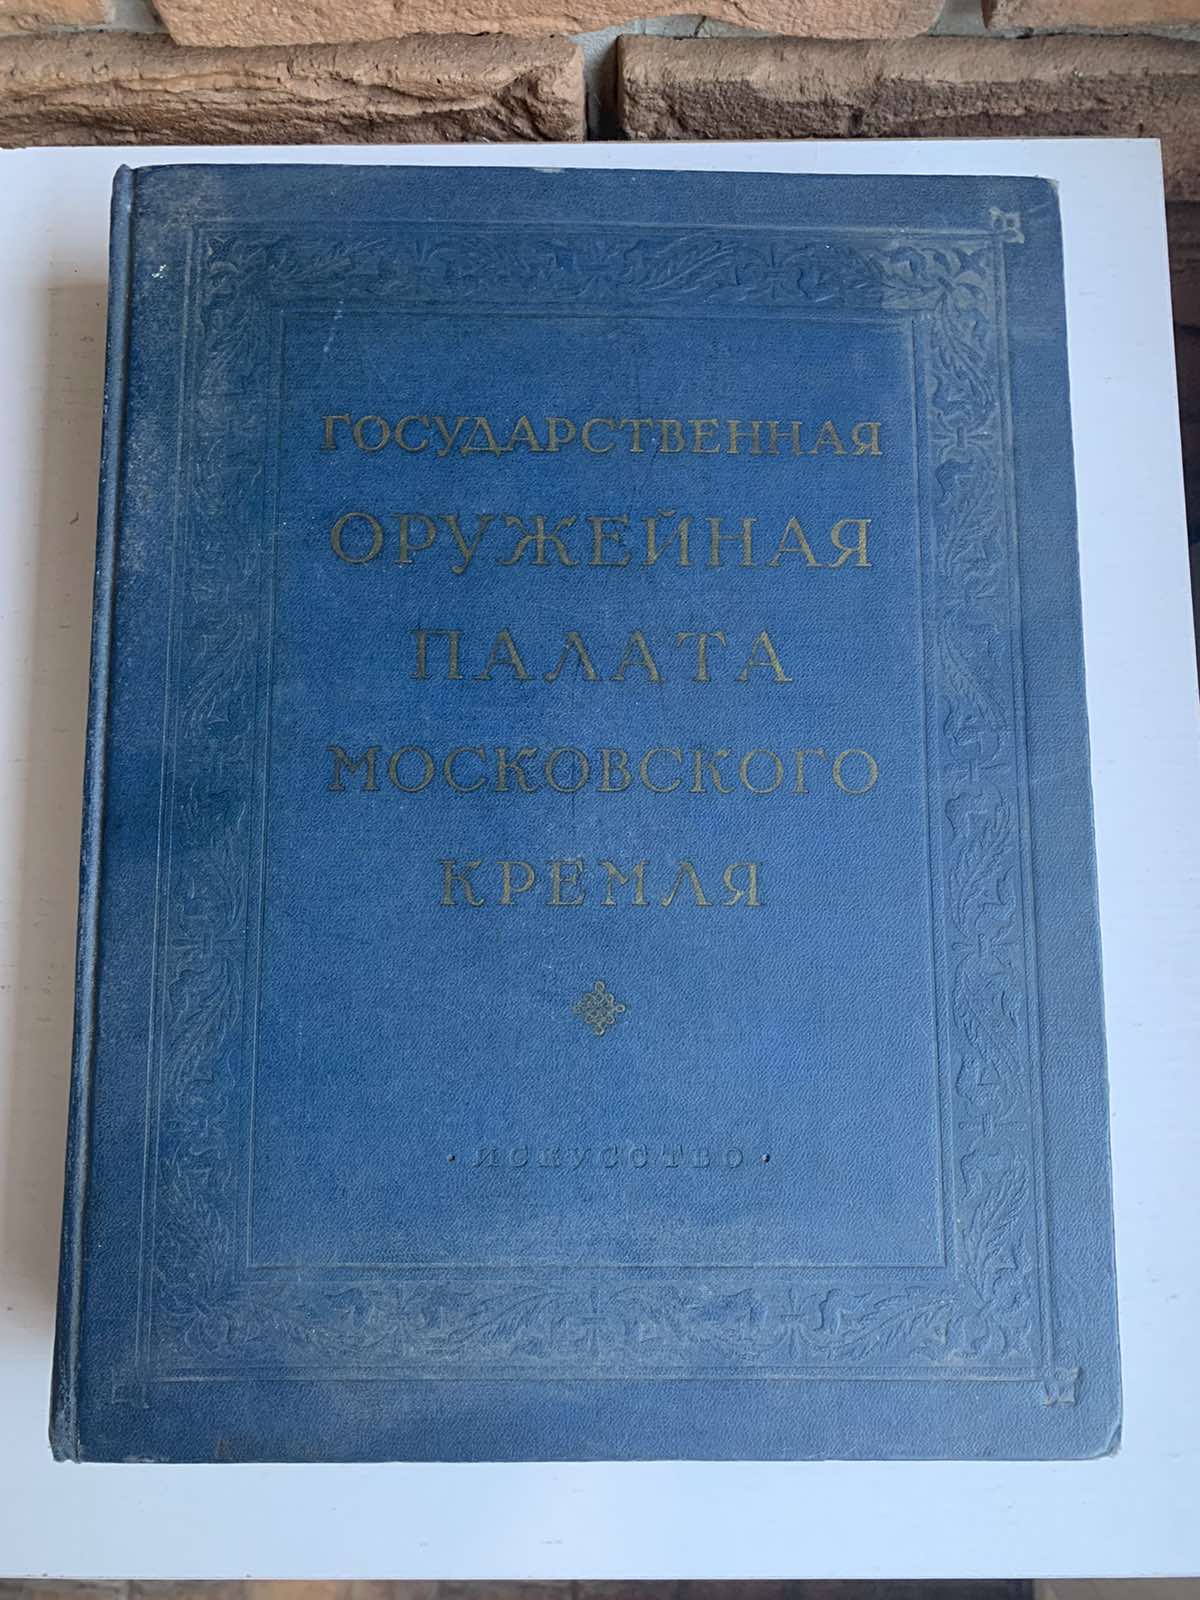 ГОСУДАРСТВЕННАЯ
ОРУЖЕЙНАЯ
ПАЛАТА
МОСКОВСКОГО
КРЕМЛЯ
· ИСКУССТВО ·